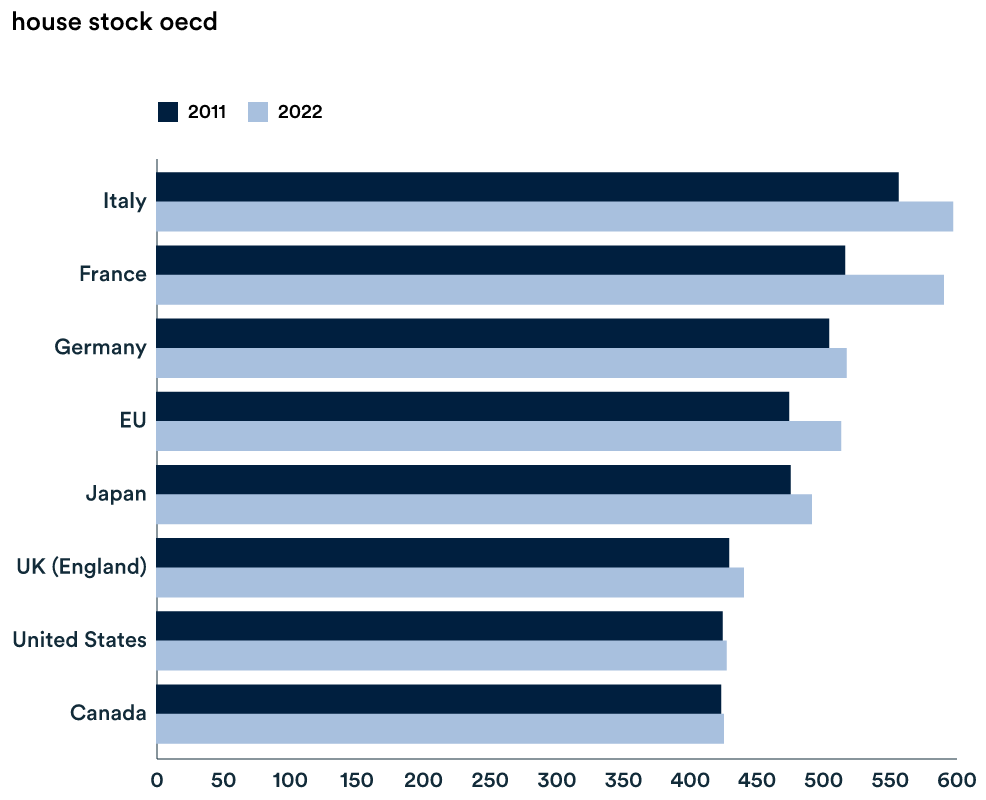 house stock oecd
2011 2022
Italy
France
Germany
EU
Japan
UK (England)
United States
Canada
0 50 100 150 200 250 300 350 400 450 500 550 600